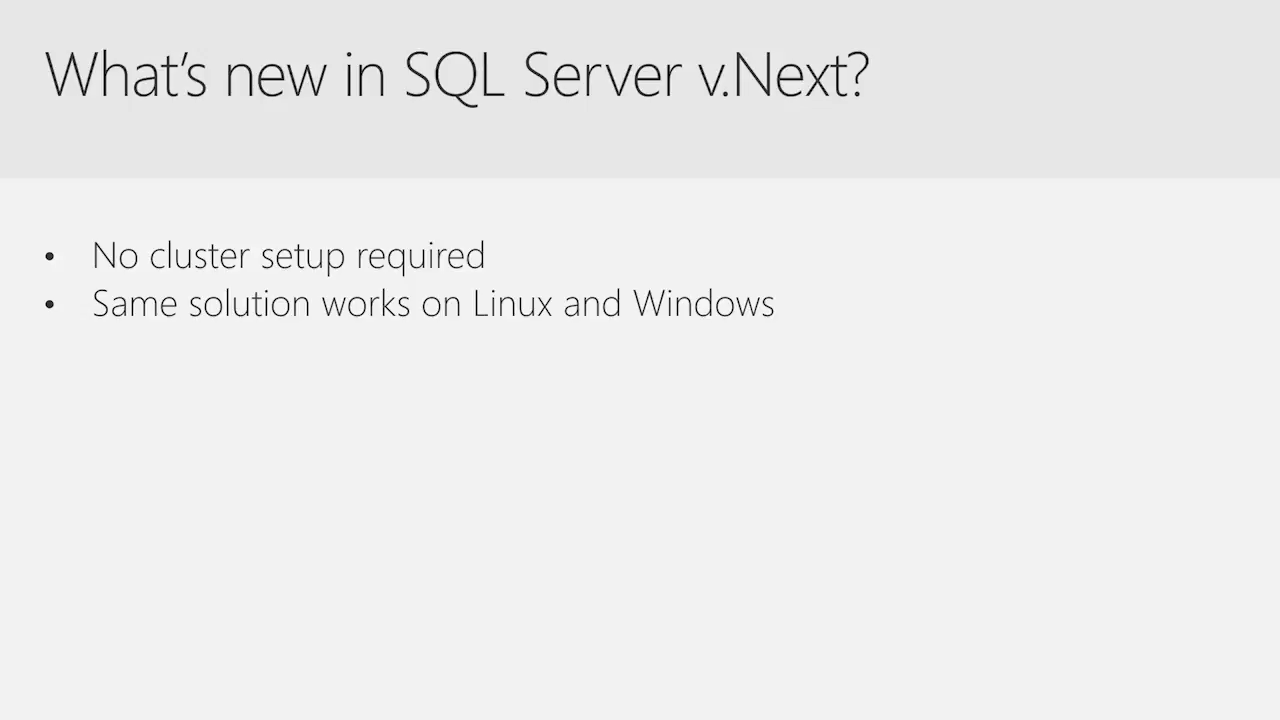 What's new in SQL Server v.Next?
• No cluster setup required
• Same solution works on Linux and Windows